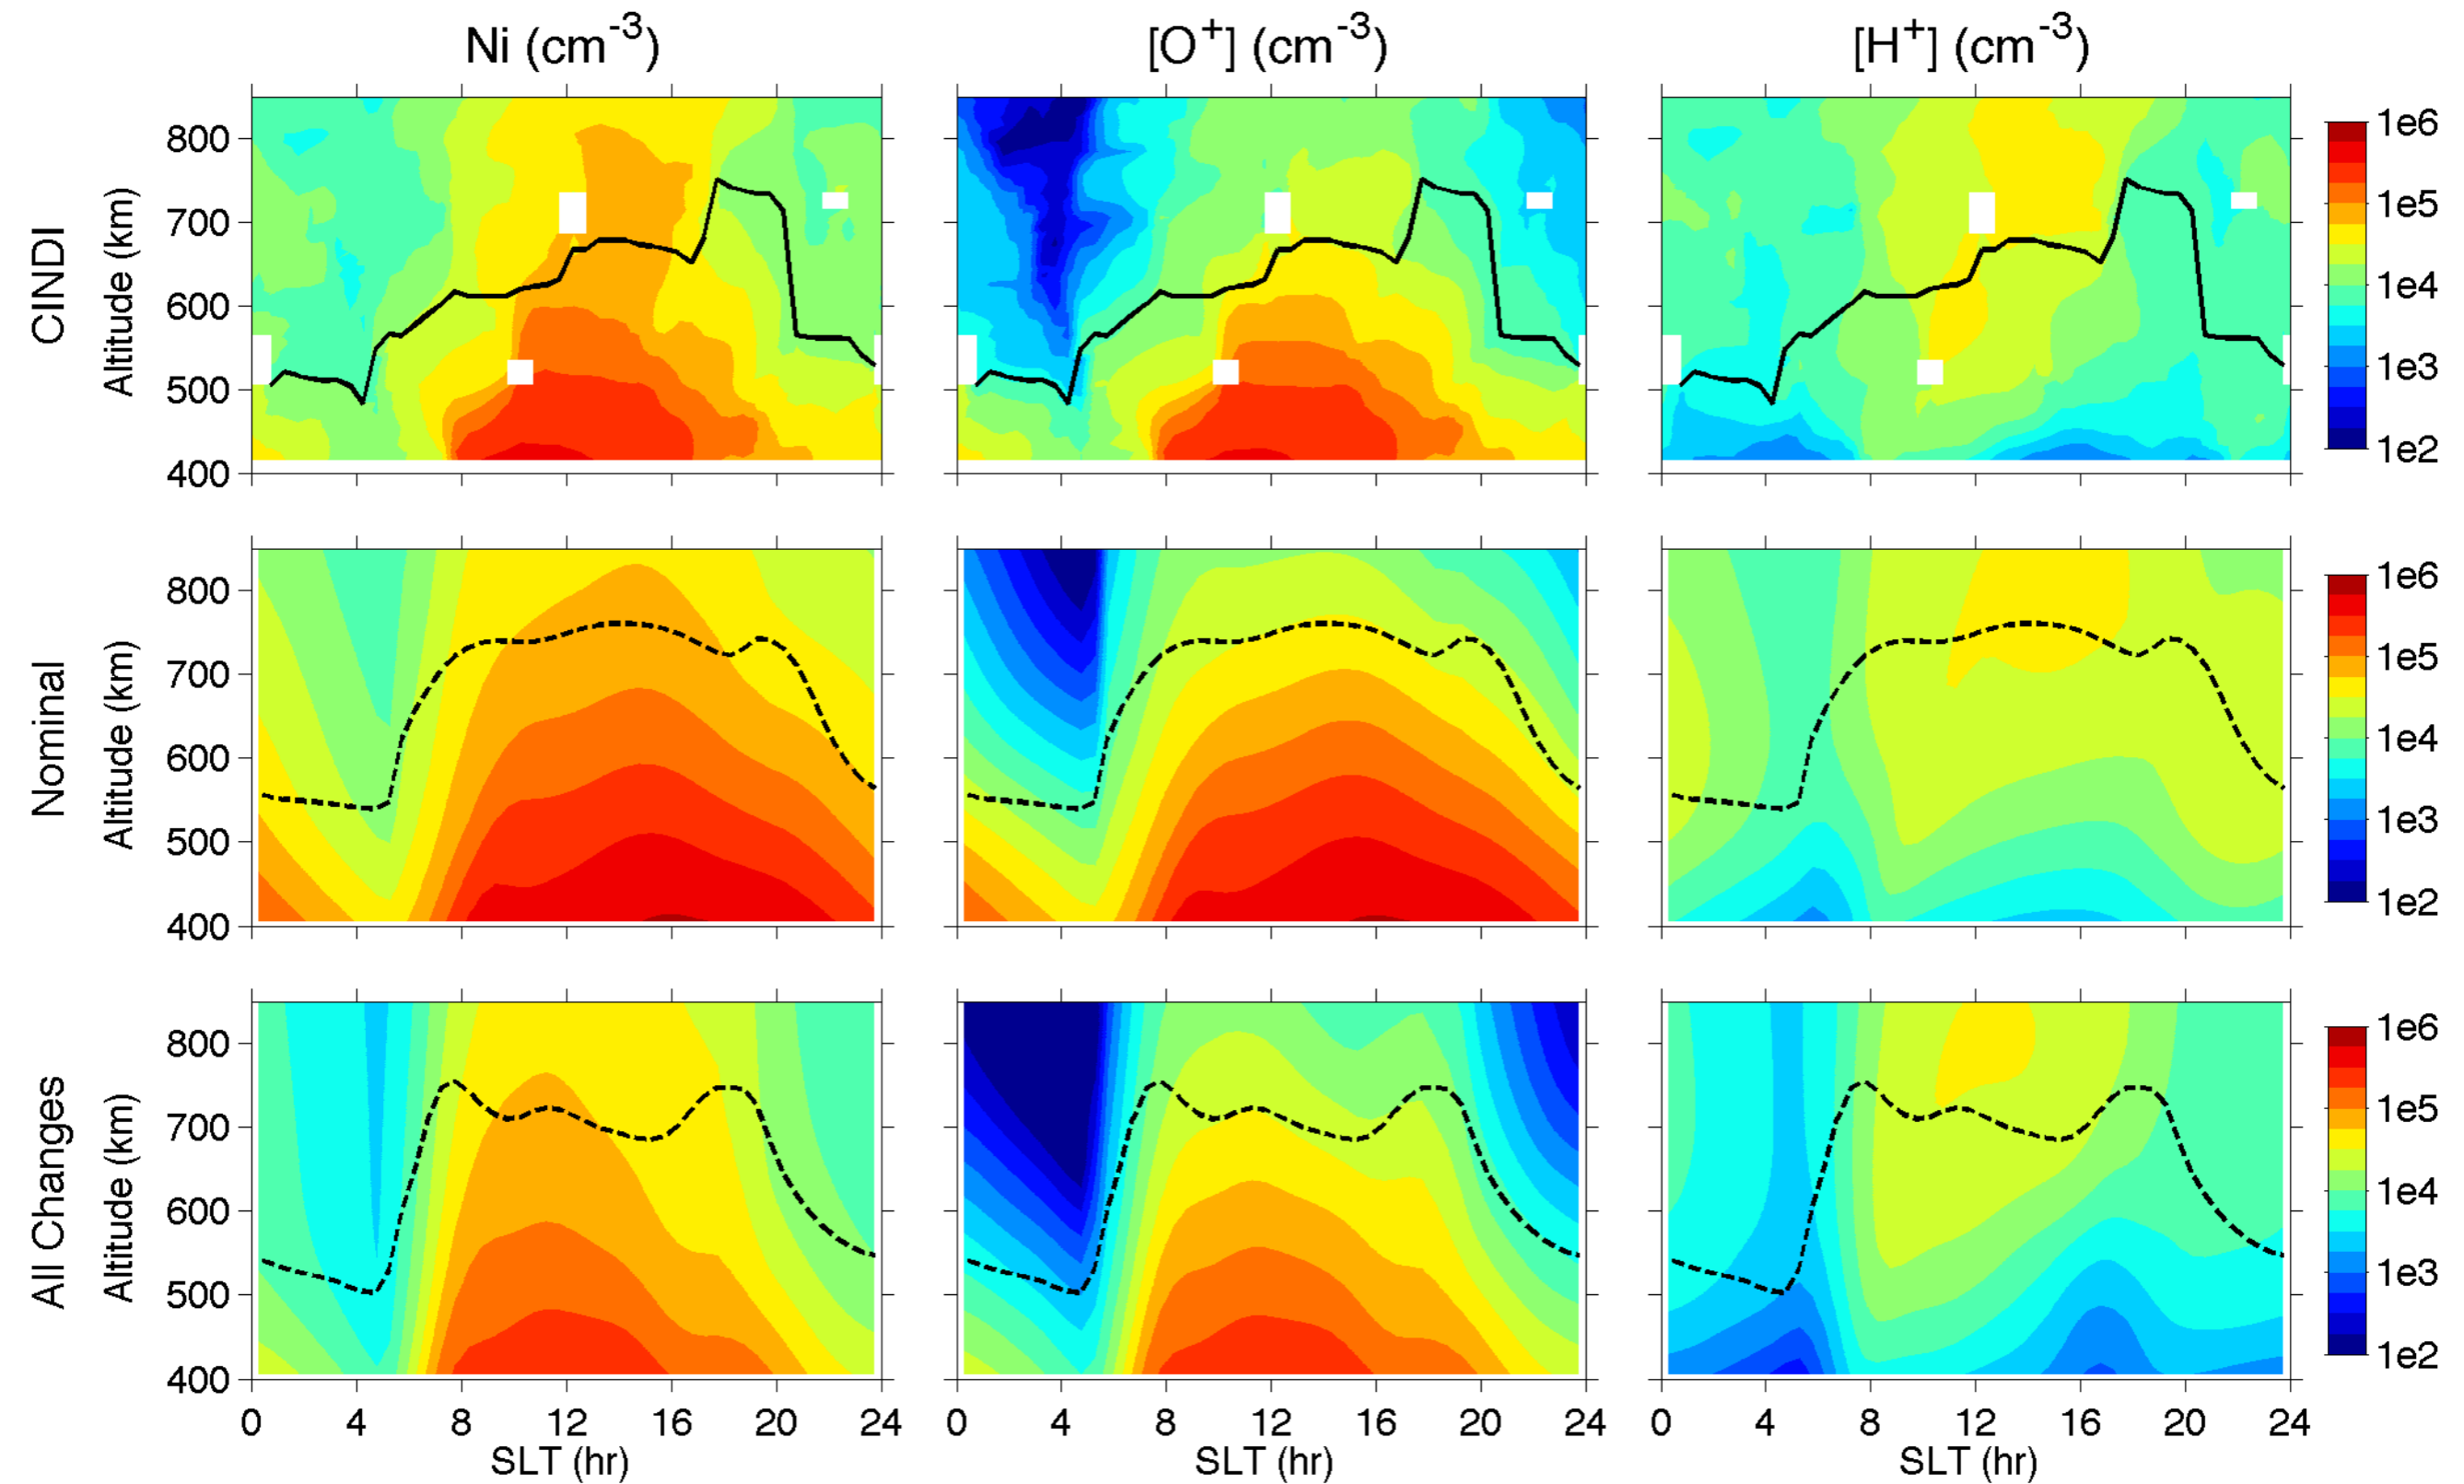 Ni (cm-3)
[O+] (cm-3)
[H+] (cm-3)
CINDI
Altitude (km)
800
700
600
500
400
1e6
1e5
1e4
1e3
1e2
Nominal
Altitude (km)
800
700
600
500
400
1e6
1e5
1e4
1e3
1e2
All Changes
Altitude (km)
800
700
600
500
400
1e6
1e5
1e4
1e3
1e2
0 4 8 12 16 20 24
0 4 8 12 16 20 24
0 4 8 12 16 20 24
SLT (hr)
SLT (hr)
SLT (hr)